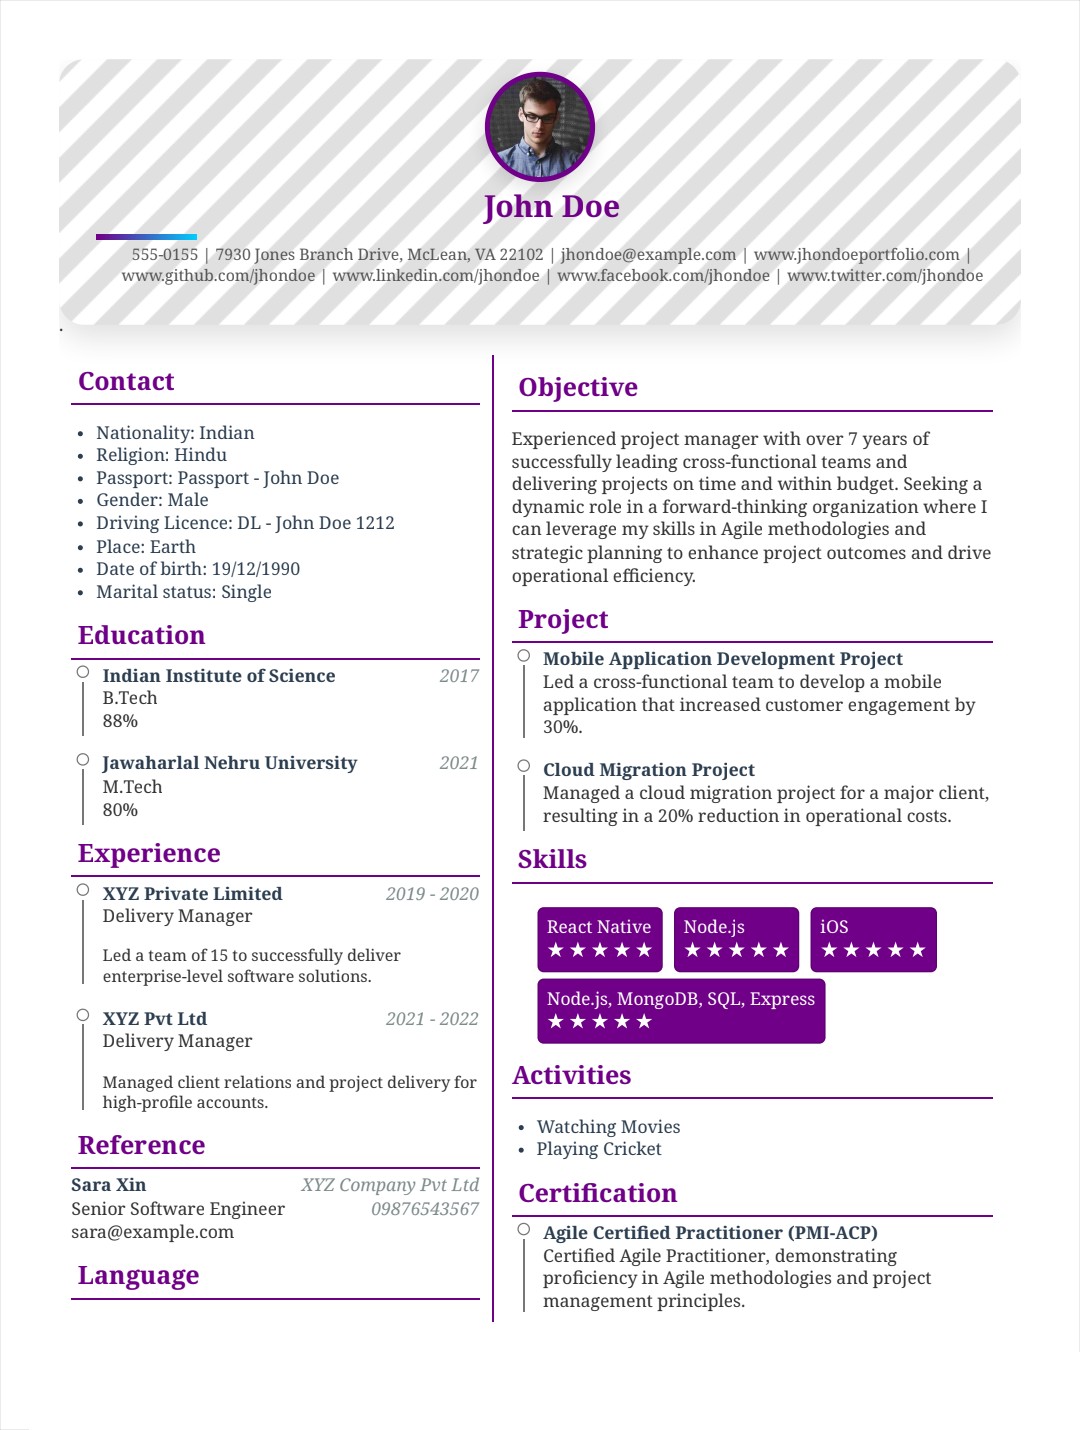 John Doe
555-0155 | 7930 Jones Branch Drive, McLean, VA 22102 | jhondoe@example.com | www.jhondoeportfolio.com |
www.github.com/jhondoe | www.linkedin.com/jhondoe | www.facebook.com/jhondoe | www.twitter.com/jhondoe
.
Contact
• Nationality: Indian
• Religion: Hindu
• Passport: Passport - John Doe
• Gender: Male
• Driving Licence: DL - John Doe 1212
• Place: Earth
• Date of birth: 19/12/1990
• Marital status: Single
Education
Indian Institute of Science 2017
B.Tech
88%
Jawaharlal Nehru University 2021
M.Tech
80%
Experience
XYZ Private Limited 2019 - 2020
Delivery Manager
Led a team of 15 to successfully deliver
enterprise-level software solutions.
XYZ Pvt Ltd 2021 - 2022
Delivery Manager
Managed client relations and project delivery for
high-profile accounts.
Reference
Sara Xin XYZ Company Pvt Ltd
Senior Software Engineer 09876543567
sara@example.com
Language
Objective
Experienced project manager with over 7 years of
successfully leading cross-functional teams and
delivering projects on time and within budget. Seeking a
dynamic role in a forward-thinking organization where I
can leverage my skills in Agile methodologies and
strategic planning to enhance project outcomes and drive
operational efficiency.
Project
Mobile Application Development Project
Led a cross-functional team to develop a mobile
application that increased customer engagement by
30%.
Cloud Migration Project
Managed a cloud migration project for a major client,
resulting in a 20% reduction in operational costs.
Skills
React Native Node.js iOS
★ ★ ★ ★ ★ ★ ★ ★ ★ ★ ★ ★ ★ ★ ★
Node.js, MongoDB, SQL, Express
★ ★ ★ ★ ★
Activities
• Watching Movies
• Playing Cricket
Certification
Agile Certified Practitioner (PMI-ACP)
Certified Agile Practitioner, demonstrating
proficiency in Agile methodologies and project
management principles.